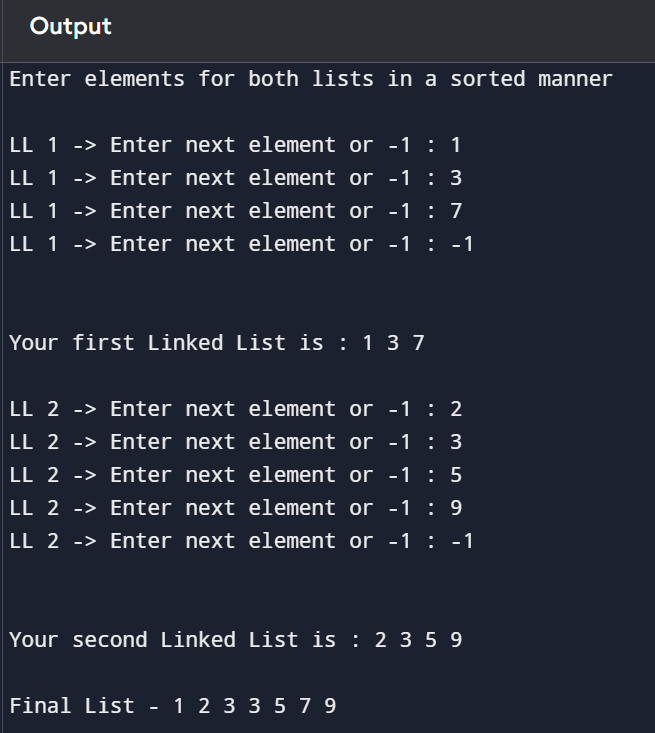 Output
Enter elements for both lists in a sorted manner
LL 1 -> Enter next element or -1 : 1
LL 1 -> Enter next element or -1 : 3
LL 1 -> Enter next element or -1 : 7
LL 1 -> Enter next element or -1 : -1
Your first Linked List is : 1 3 7
LL 2 -> Enter next element or -1 : 2
LL 2 -> Enter next element or -1 : 3
LL 2 -> Enter next element or -1 : 5
LL 2 -> Enter next element or -1 : 9
LL 2 -> Enter next element or -1 : -1
Your second Linked List is : 2 3 5 9
Final List - 1 2 3 3 5 7 9